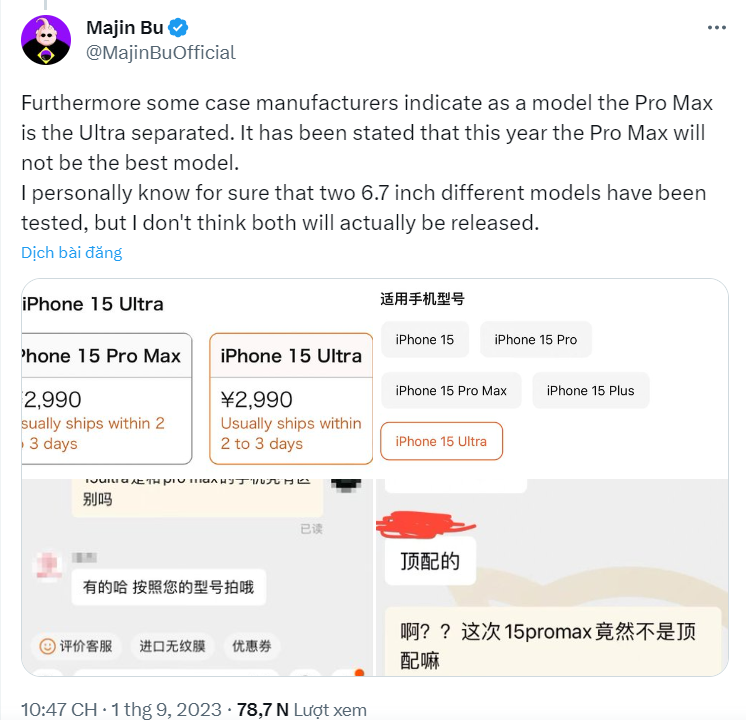 Majin Bu
@MajinBuOfficial
Furthermore some case manufacturers indicate as a model the Pro Max
is the Ultra separated. It has been stated that this year the Pro Max will
not be the best model.
I personally know for sure that two 6.7 inch different models have been
tested, but I don't think both will actually be released.
Dịch bài đăng
iPhone 15 Ultra
Phone 15 Pro Max
2,990
sually ships within 2
3 days
iPhone 15 Ultra
¥2,990
Usually ships within
2 to 3 days
适用手机型号
iPhone 15
iPhone 15 Pro
iPhone 15 Pro Max
iPhone 15 Plus
iPhone 15 Ultra
15ultra是和pro max的手机壳有区
别吗
已读
有的哈 按照您的型号拍哦
评价客服
进口无纹膜
优惠券
顶配的
啊？？这次15promax竟然不是顶
配嘛
10:47 CH · 1 thg 9, 2023 · 78,7 N Lượt xem